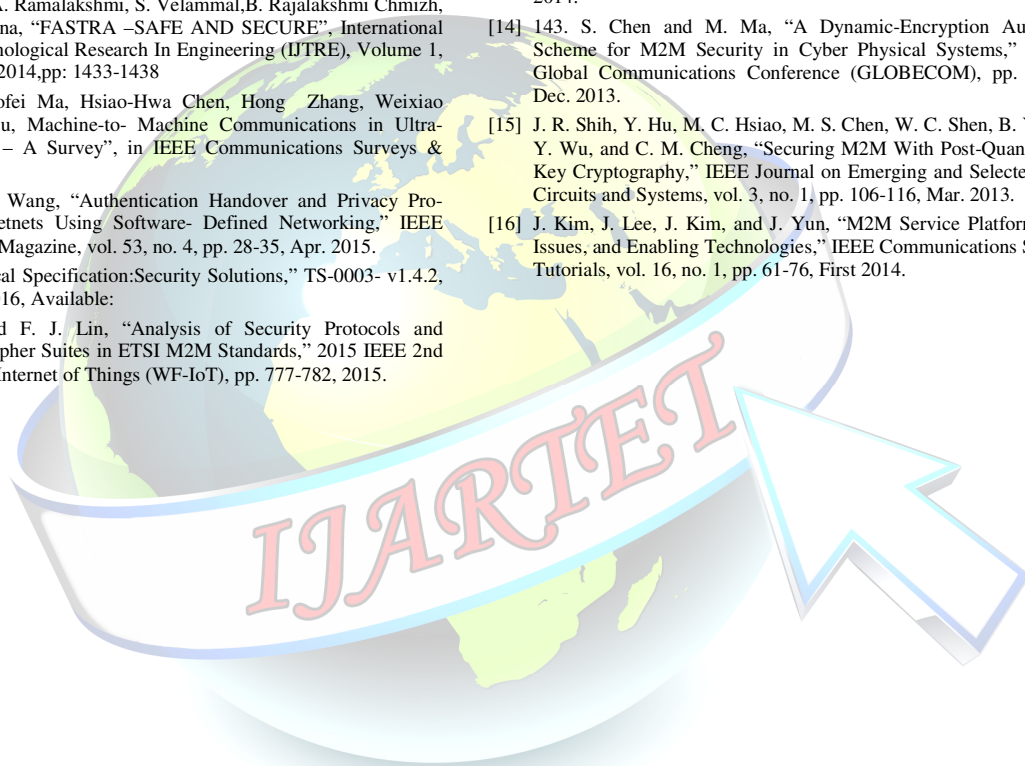 A. Ramalakshmi, S. Velammal,B. Rajalakshmi Chmizh,
na, “FASTRA –SAFE AND SECURE”, International
nological Research In Engineering (IJTRE), Volume 1,
2014,pp: 1433-1438
ofei Ma, Hsiao-Hwa Chen, Hong Zhang, Weixiao
u, Machine-to- Machine Communications in Ultra-
– A Survey”, in IEEE Communications Surveys &
Wang, “Authentication Handover and Privacy Pro-
etnets Using Software- Defined Networking,” IEEE
Magazine, vol. 53, no. 4, pp. 28-35, Apr. 2015.
cal Specification:Security Solutions,” TS-0003- v1.4.2,
016, Available:
d F. J. Lin, “Analysis of Security Protocols and
pher Suites in ETSI M2M Standards,” 2015 IEEE 2nd
Internet of Things (WF-IoT), pp. 777-782, 2015.
2014.
[14] 143. S. Chen and M. Ma, “A Dynamic-Encryption Au
Scheme for M2M Security in Cyber Physical Systems,”
Global Communications Conference (GLOBECOM), pp.
Dec. 2013.
[15] J. R. Shih, Y. Hu, M. C. Hsiao, M. S. Chen, W. C. Shen, B. Y
Y. Wu, and C. M. Cheng, “Securing M2M With Post-Quan
Key Cryptography,” IEEE Journal on Emerging and Selecte
Circuits and Systems, vol. 3, no. 1, pp. 106-116, Mar. 2013.
[16] J. Kim, J. Lee, J. Kim, and J. Yun, “M2M Service Platform
Issues, and Enabling Technologies,” IEEE Communications S
Tutorials, vol. 16, no. 1, pp. 61-76, First 2014.
IJARTET